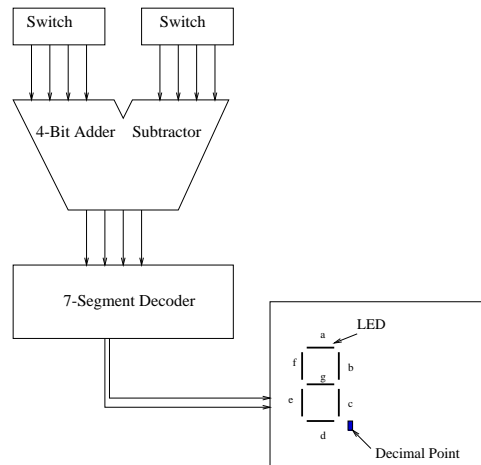 Switch
Switch
4-Bit Adder
Subtractor
7-Segment Decoder
LED
a
f
b
g
e
c
d
Decimal Point